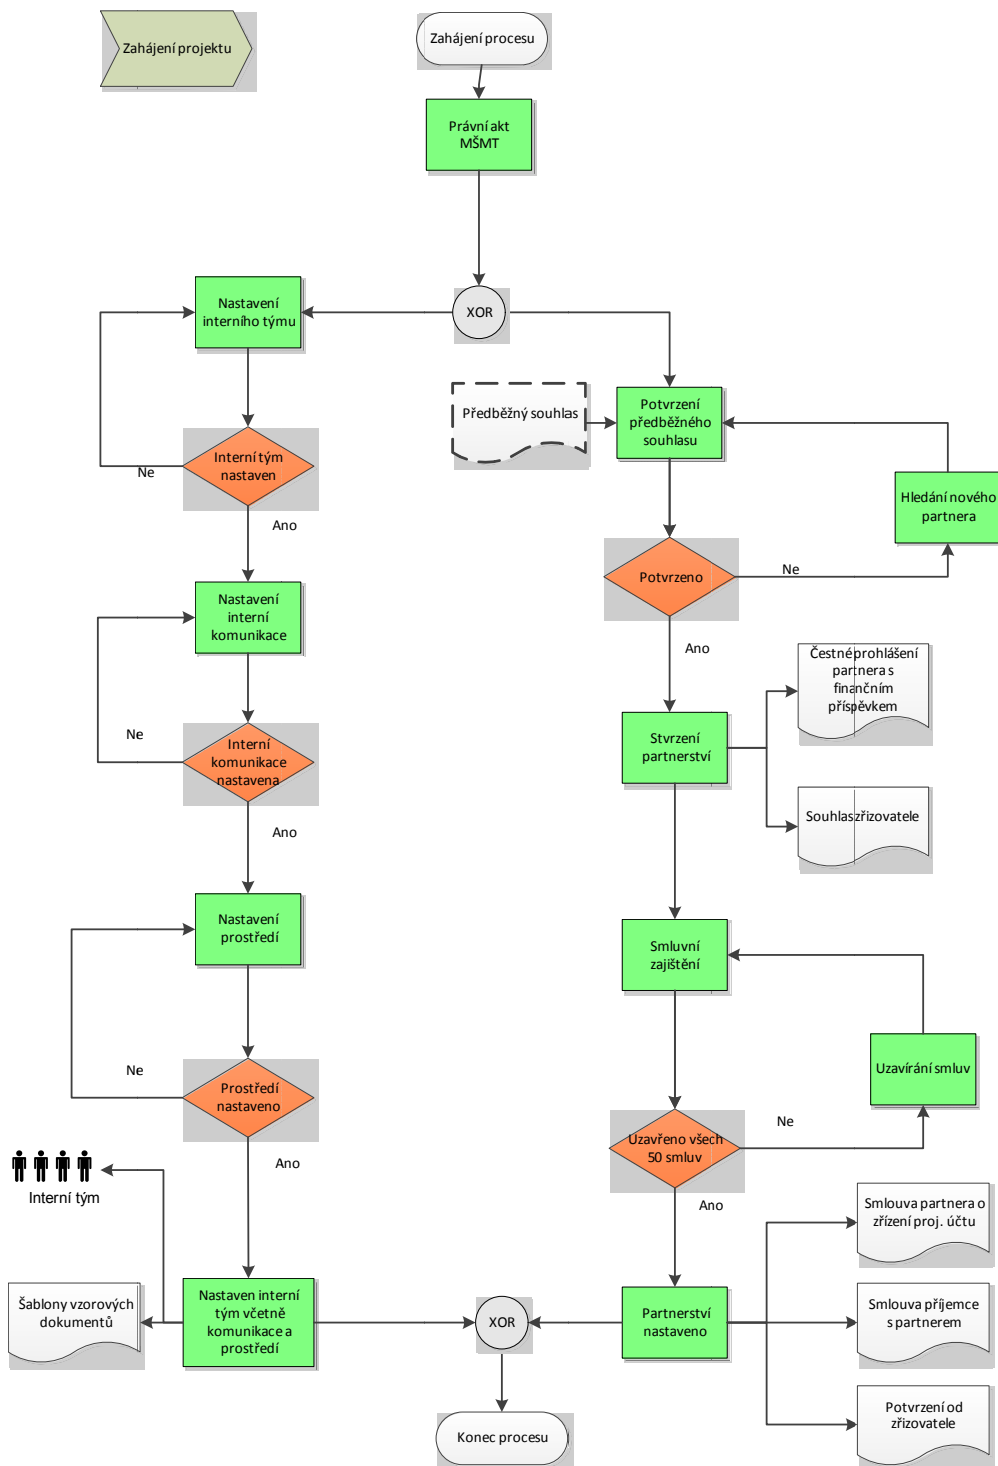 Zahájení projektu
Zahájení procesu
Právní akt
MŠMT
XOR
Nastavení
interního týmu
Předběžný souhlas
Potvrzení
předběžného
souhlasu
Interní tým
nastaven
Ne
Ano
Hledání nového
partnera
Potvrzeno
Ne
Ano
Nastavení
interní
komunikace
Čestné prohlášení
partnera s
finančním
příspěvkem
Interní
komunikace
nastavena
Ne
Ano
Stvrzení
partnerství
Souhlas zřizovatele
Nastavení
prostředí
Smluvní
zajištění
Uzavírání smluv
Prostředí
nastaveno
Ne
Ano
Uzavřeno všech
50 smluv
Ne
Ano
Interní tým
Šablony vzorových
dokumentů
Nastaven interní
tým včetně
komunikace a
prostředí
XOR
Partnerství
nastaveno
Smlouva partnera o
zřízení proj. účtu
Smlouva příjemce
s partnerem
Potvrzení od
zřizovatele
Konec procesu